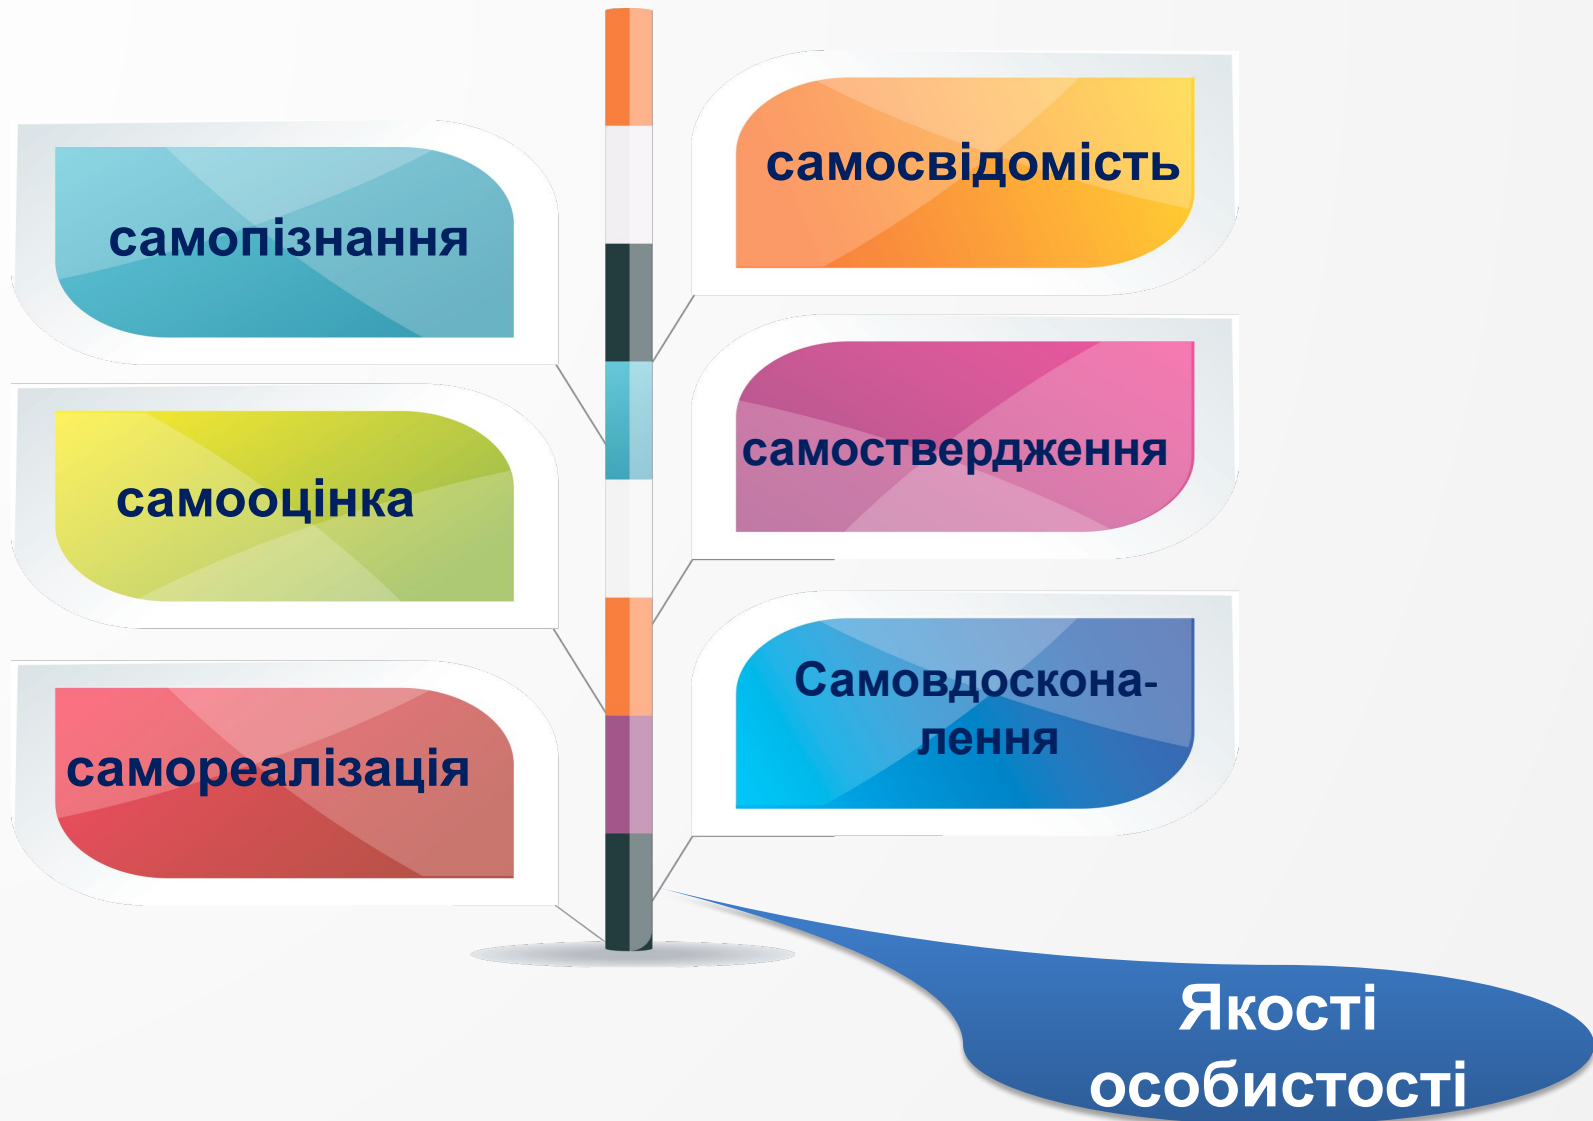 самопізнання
самосвідомість
самооцінка
самоствердження
самореалізація
Самовдоскона-
лення
Якості
особистості